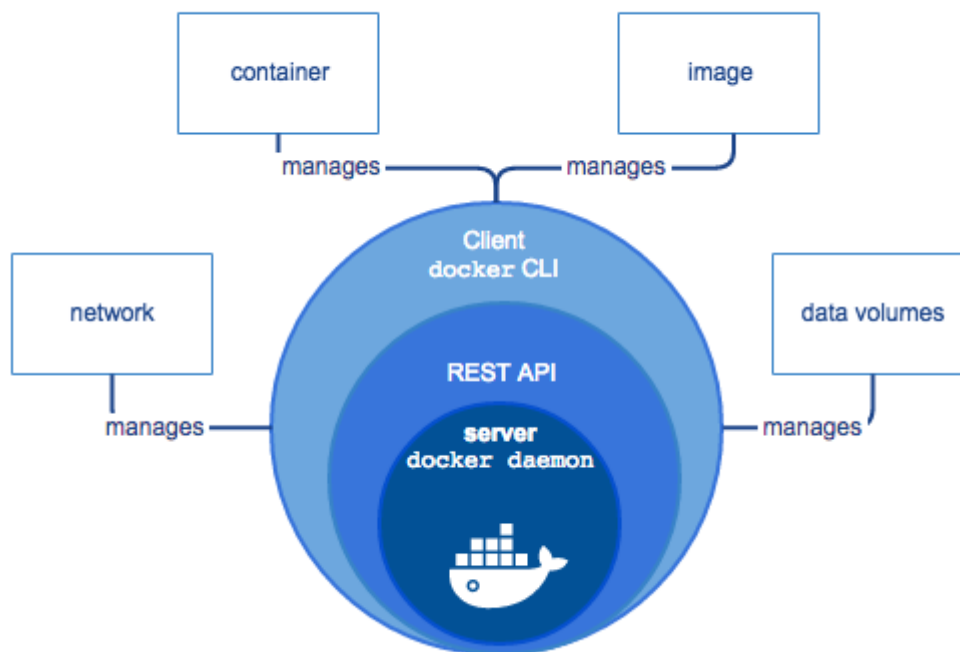 container
image
manages
manages
Client
docker CLI
network
data volumes
REST API
manages
manages
server
docker daemon